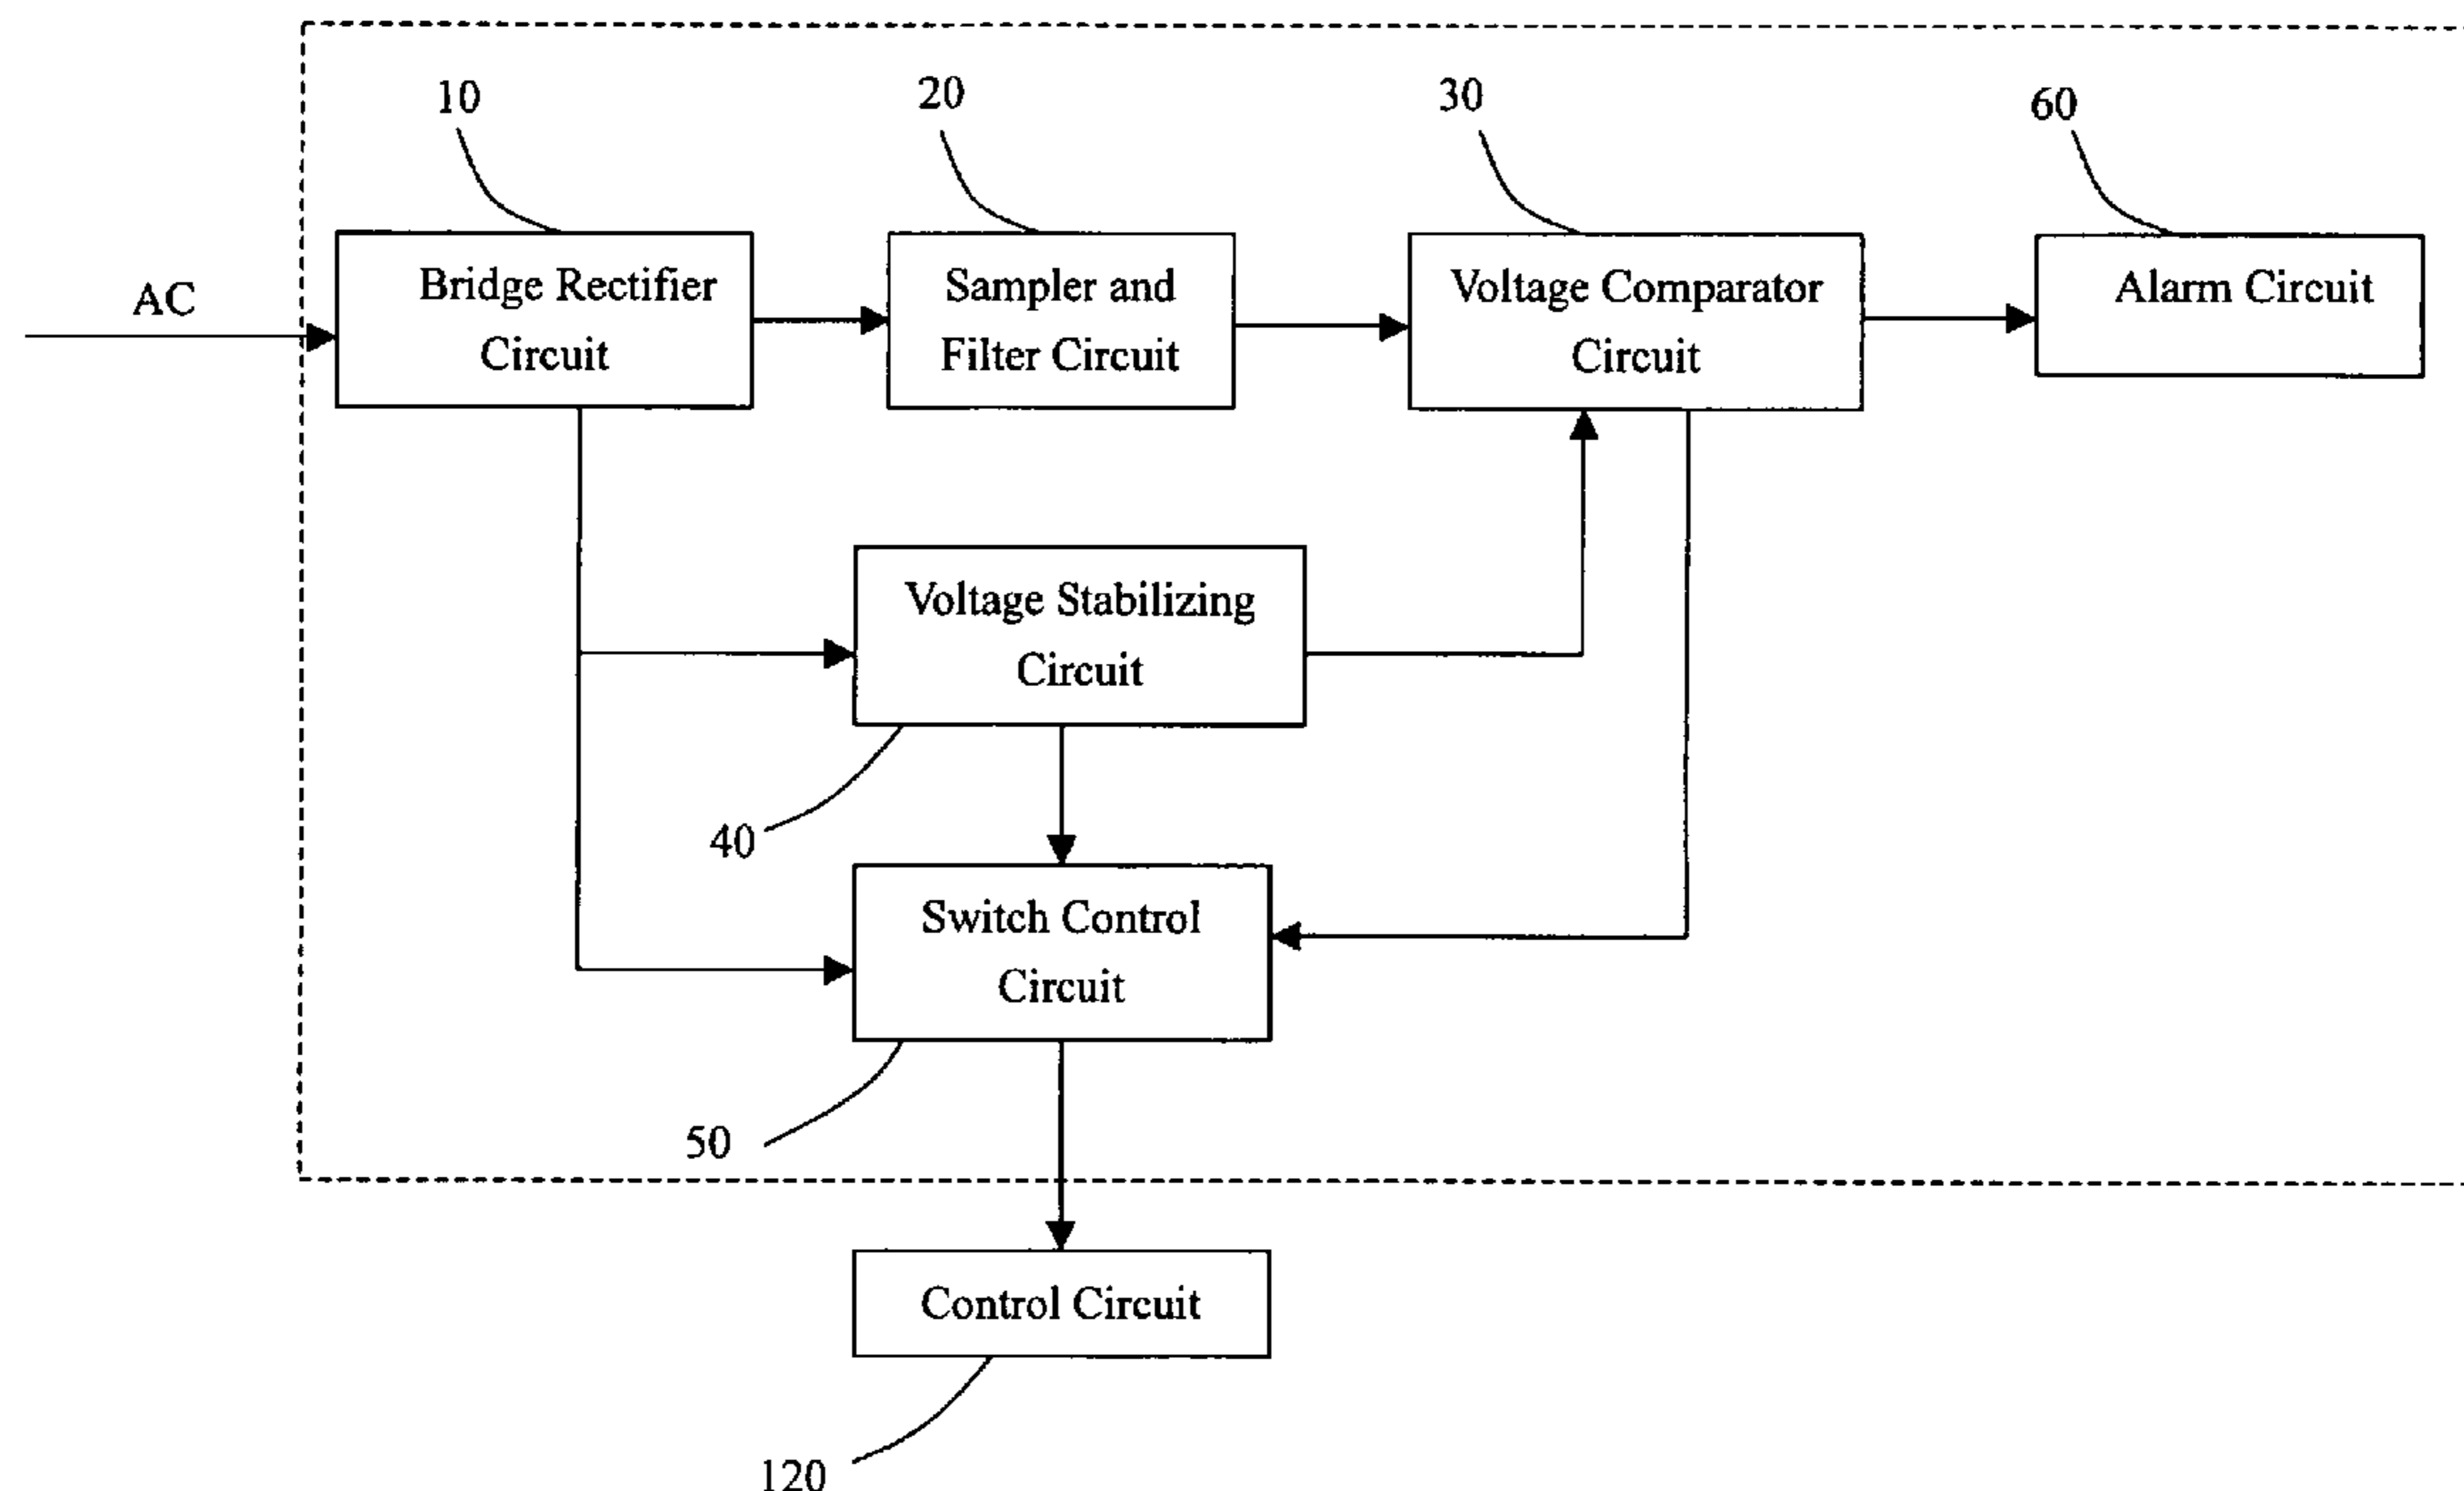 10
20
30
60
AC
Bridge Rectifier
Circuit
Sampler and
Filter Circuit
Voltage Comparator
Circuit
Alarm Circuit
Voltage Stabilizing
Circuit
40
Switch Control
Circuit
50
Control Circuit
120